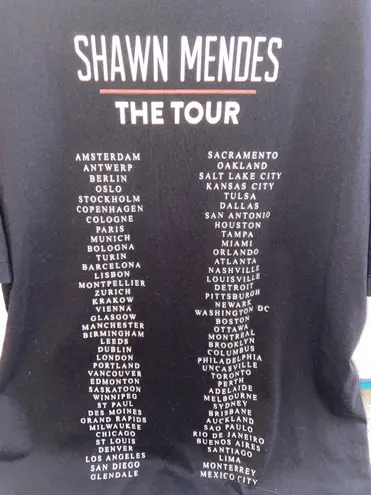 SHAWN MENDES
THE TOUR
AMSTERDAM
ANTWERP
BERLIN
OSLO
STOCKHOLM
COPENHAGEN
COLOGNE
PARIS
MUNICH
BOLOGNA
TURIN
BARCELONA
LISBON
MONTPELLIER
ZURICH
KRAKOW
VIENNA
GLASGOW
MANCHESTER
BIRMINGHAM
LEEDS
DUBLIN
LONDON
PORTLAND
VANCOUVER
EDMONTON
SASKATOON
WINNIPEG
ST PAUL
DES MOINES
GRAND RAPIDS
MILWAUKEE
CHICAGO
ST LOUIS
DENVER
LOS ANGELES
SAN DIEGO
GLENDALE
SACRAMENTO
OAKLAND
SALT LAKE CITY
KANSAS CITY
TULSA
DALLAS
SAN ANTONIO
HOUSTON
TAMPA
MIAMI
ORLANDO
ATLANTA
NASHVILLE
LOUISVILLE
DETROIT
PITTSBURGH
NEWARK
WASHINGTON DC
BOSTON
OTTAWA
MONTREAL
BROOKLYN
COLUMBUS
PHILADELPHIA
UNCASVILLE
TORONTO
PERTH
ADELAIDE
MELBOURNE
SYDNEY
BRISBANE
AUCKLAND
SAO PAULO
RIO DE JANEIRO
BUENOS AIRES
SANTIAGO
LIMA
MONTERREY
MEXICO CITY